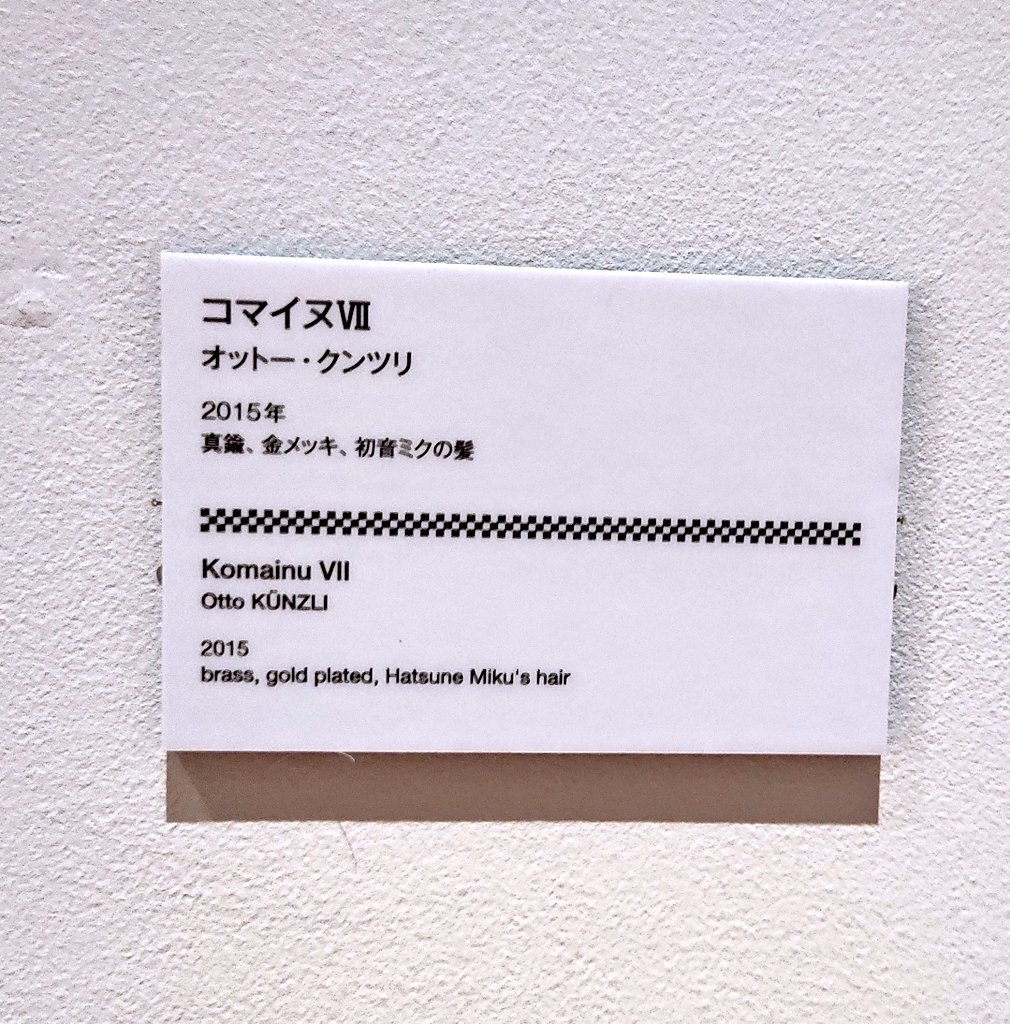 コマイヌⅦ
オットー・クンツリ
2015年
真鍮、金メッキ、初音ミクの髪
Komainu VII
Otto KÜNZLI
2015
brass, gold plated, Hatsune Miku's hair